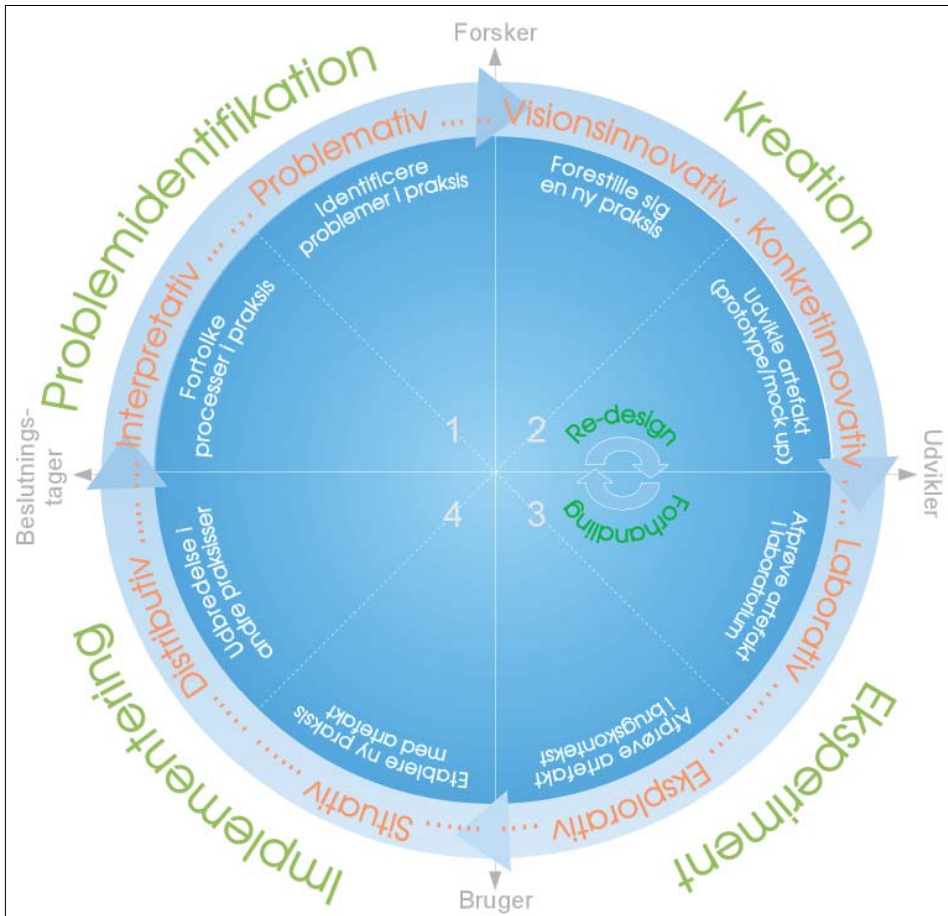 Forsker
Problemidentifikation
Kreation
Problemativ ... ...
Visionsinnovativ .
Identificere
problemer i praksis
Forestille sig
en ny praksis
Interpretativ ... ...
Konkretinnovativ . . ...
Fortolke
processer i praksis
Udvikle artefakt
(prototype/mock up)
1
2
Re-design
Beslutnings-
tager
Udvikler
4
3
Forhandling
Udbredelse i
andre praksisser
Afprøve artefakt
i laboratorium
Distributiv ...... ......
Laborativ ... ...
Etablere ny praksis
med artefakt
Afprøve artefakt
i brugskontekst
Situativ ...... ......
Eksplorativ ... ...
Implementering
Eksperiment
Bruger